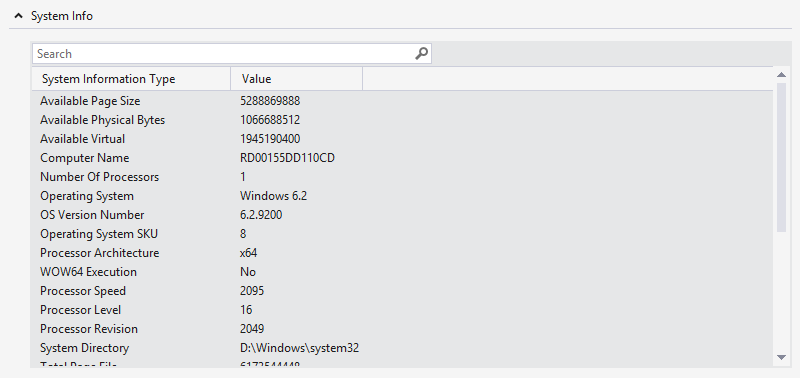 System Info
Search
System Information Type Value
Available Page Size 5288869888
Available Physical Bytes 1066688512
Available Virtual 1945190400
Computer Name RD00155DD110CD
Number Of Processors 1
Operating System Windows 6.2
OS Version Number 6.2.9200
Operating System SKU 8
Processor Architecture x64
WOW64 Execution No
Processor Speed 2095
Processor Level 16
Processor Revision 2049
System Directory D:\Windows\system32
Total Page File